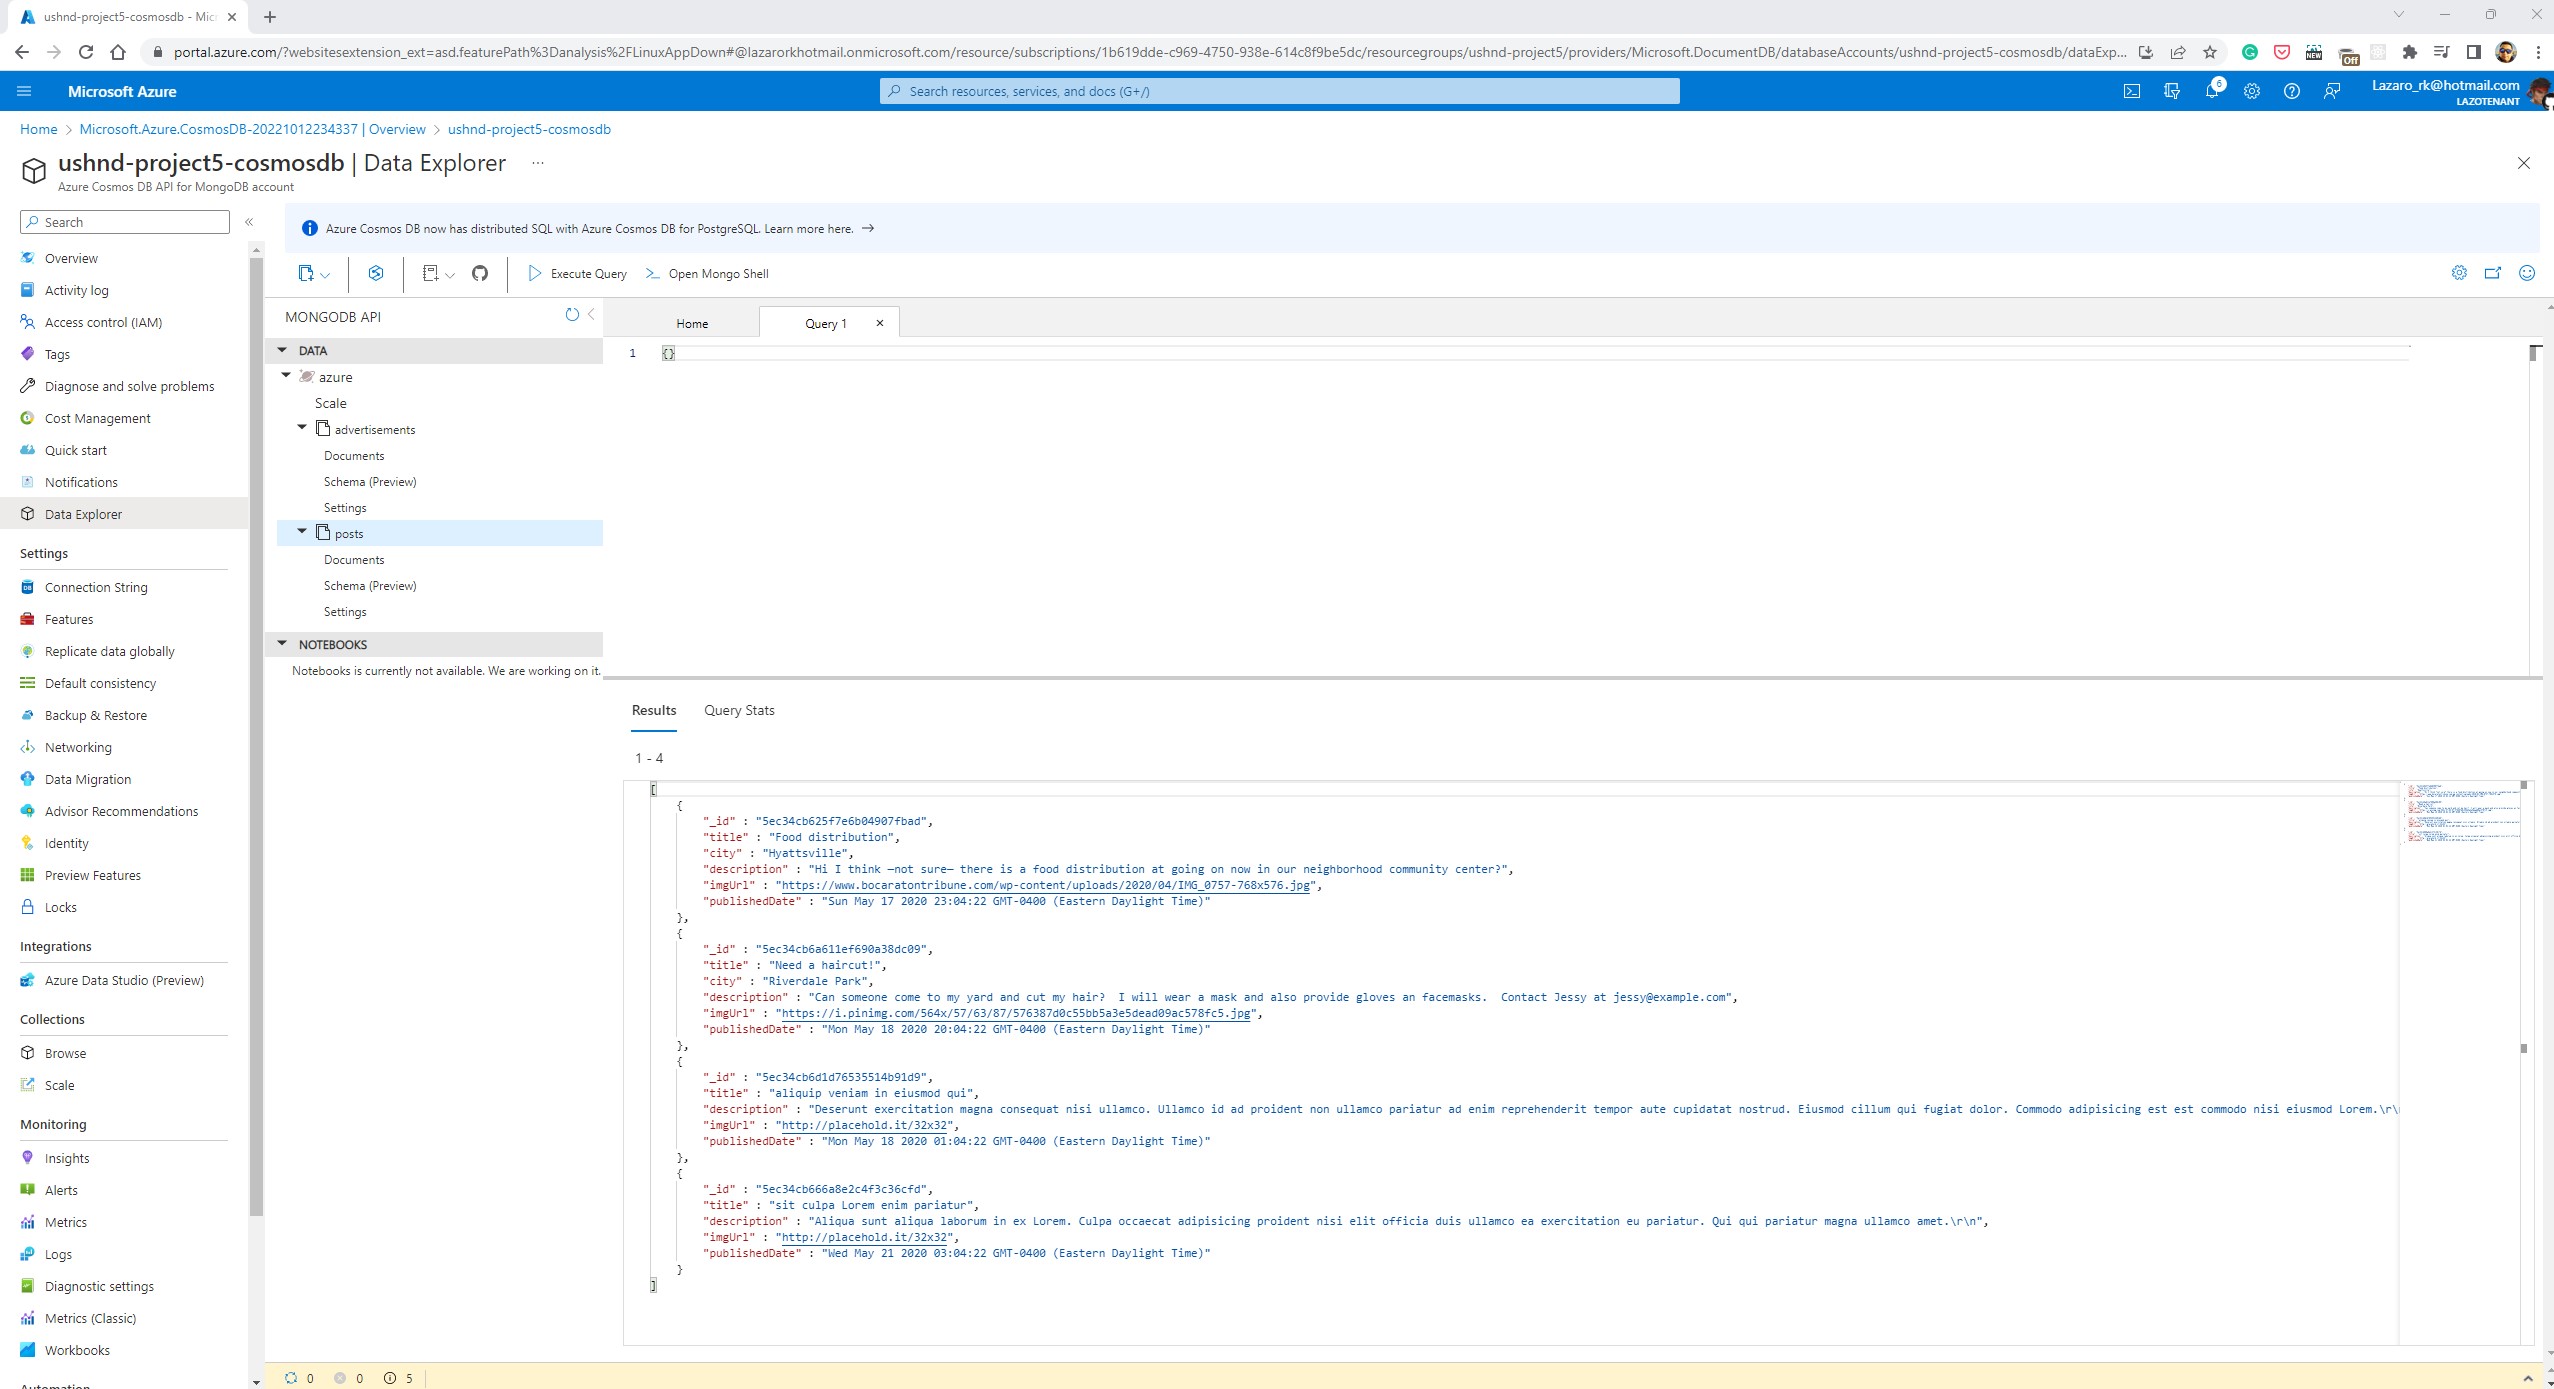 ushnd-project5-cosmosdb - Micr
portal.azure.com/?websitesextension_ext=asd.featurePath%3Danalysis%2FLinuxAppDown#@lazarorkhotmail.onmicrosoft.com/resource/subscriptions/1b619dde-c969-4750-938e-614c8f9be5dc/resourcegroups/ushnd-project5/providers/Microsoft.DocumentDB/databaseAccounts/ushnd-project5-cosmosdb/dataExp...
NEW
Off
Microsoft Azure
Search resources, services, and docs (G+/)
6
Lazaro_rk@hotmail.com
LAZOTENANT
Home > Microsoft.Azure.CosmosDB-20221012234337 | Overview > ushnd-project5-cosmosdb
ushnd-project5-cosmosdb | Data Explorer ...
Azure Cosmos DB API for MongoDB account
Search
Overview
Activity log
Access control (IAM)
Tags
Diagnose and solve problems
Cost Management
Quick start
Notifications
Data Explorer
Settings
Connection String
Features
Replicate data globally
Default consistency
Backup & Restore
Networking
Data Migration
Advisor Recommendations
Identity
Preview Features
Locks
Integrations
Azure Data Studio (Preview)
Collections
Browse
Scale
Monitoring
Insights
Alerts
Metrics
Logs
Diagnostic settings
Metrics (Classic)
Workbooks
Automation
Azure Cosmos DB now has distributed SQL with Azure Cosmos DB for PostgreSQL. Learn more here. →
Execute Query
Open Mongo Shell
MONGODB API
DATA
azure
Scale
advertisements
Documents
Schema (Preview)
Settings
posts
Documents
Schema (Preview)
Settings
NOTEBOOKS
Notebooks is currently not available. We are working on it.
Home
Query 1
1 {}
Results
Query Stats
1 - 4
[
{
"_id" : "5ec34cb625f7e6b04907fbad",
"title" : "Food distribution",
"city" : "Hyattsville",
"description" : "Hi I think —not sure— there is a food distribution at going on now in our neighborhood community center?",
"imgUrl" : "https://www.bocaratontribune.com/wp-content/uploads/2020/04/IMG_0757-768x576.jpg",
"publishedDate" : "Sun May 17 2020 23:04:22 GMT-0400 (Eastern Daylight Time)"
},
{
"_id" : "5ec34cb6a611ef690a38dc09",
"title" : "Need a haircut!",
"city" : "Riverdale Park",
"description" : "Can someone come to my yard and cut my hair?  I will wear a mask and also provide gloves an facemasks.  Contact Jessy at jessy@example.com",
"imgUrl" : "https://i.pinimg.com/564x/57/63/87/576387d0c55bb5a3e5dead09ac578fc5.jpg",
"publishedDate" : "Mon May 18 2020 20:04:22 GMT-0400 (Eastern Daylight Time)"
},
{
"_id" : "5ec34cb6d1d76535514b91d9",
"title" : "aliquip veniam in eiusmod qui",
"description" : "Deserunt exercitation magna consequat nisi ullamco. Ullamco id ad proident non ullamco pariatur ad enim reprehenderit tempor aute cupidatat nostrud. Eiusmod cillum qui fugiat dolor. Commodo adipisicing est est commodo nisi eiusmod Lorem.\r\
"imgUrl" : "http://placehold.it/32x32",
"publishedDate" : "Mon May 18 2020 01:04:22 GMT-0400 (Eastern Daylight Time)"
},
{
"_id" : "5ec34cb666a8e2c4f3c36cfd",
"title" : "sit culpa Lorem enim pariatur",
"description" : "Aliqua sunt aliqua laborum in ex Lorem. Culpa occaecat adipisicing proident nisi elit officia duis ullamco ea exercitation eu pariatur. Qui qui pariatur magna ullamco amet.\r\n",
"imgUrl" : "http://placehold.it/32x32",
"publishedDate" : "Wed May 21 2020 03:04:22 GMT-0400 (Eastern Daylight Time)"
}
]
0 0 5